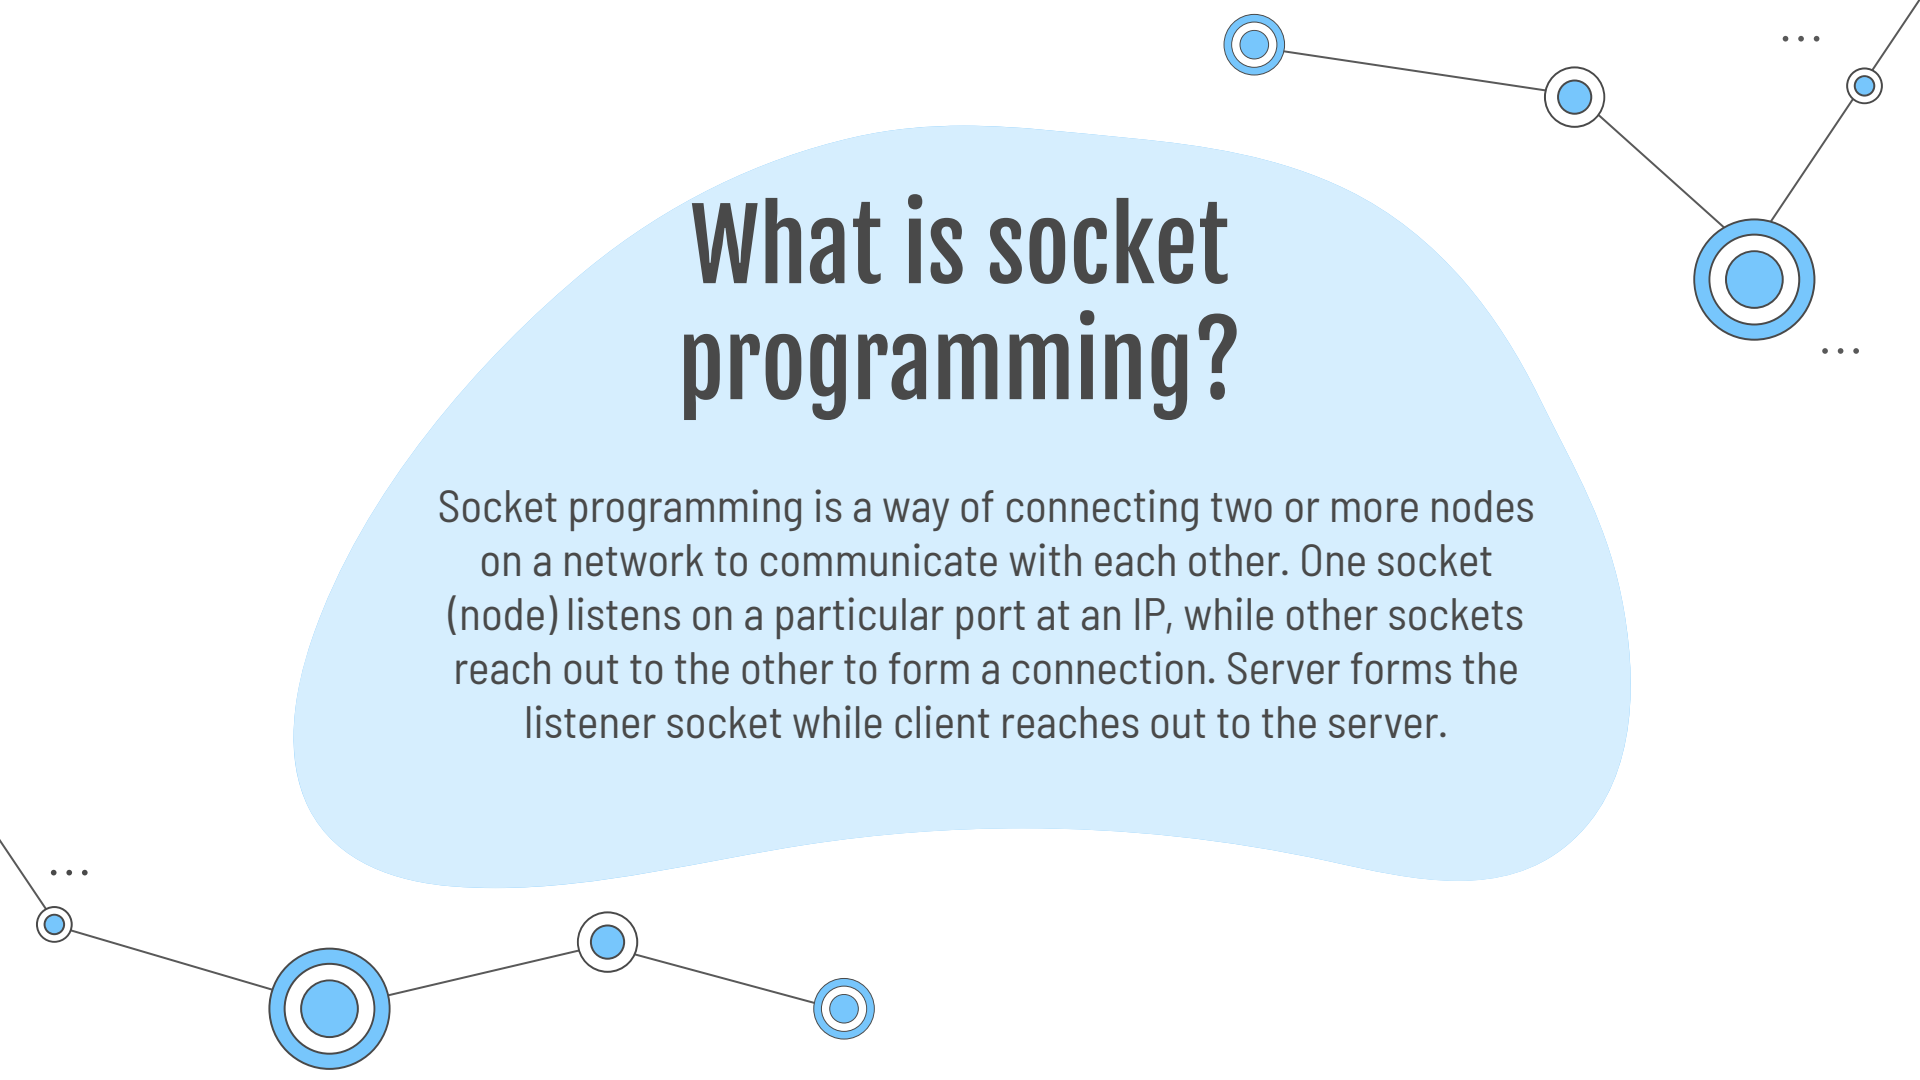 What is socket
programming?
Socket programming is a way of connecting two or more nodes
on a network to communicate with each other. One socket
(node) listens on a particular port at an IP, while other sockets
reach out to the other to form a connection. Server forms the
listener socket while client reaches out to the server.